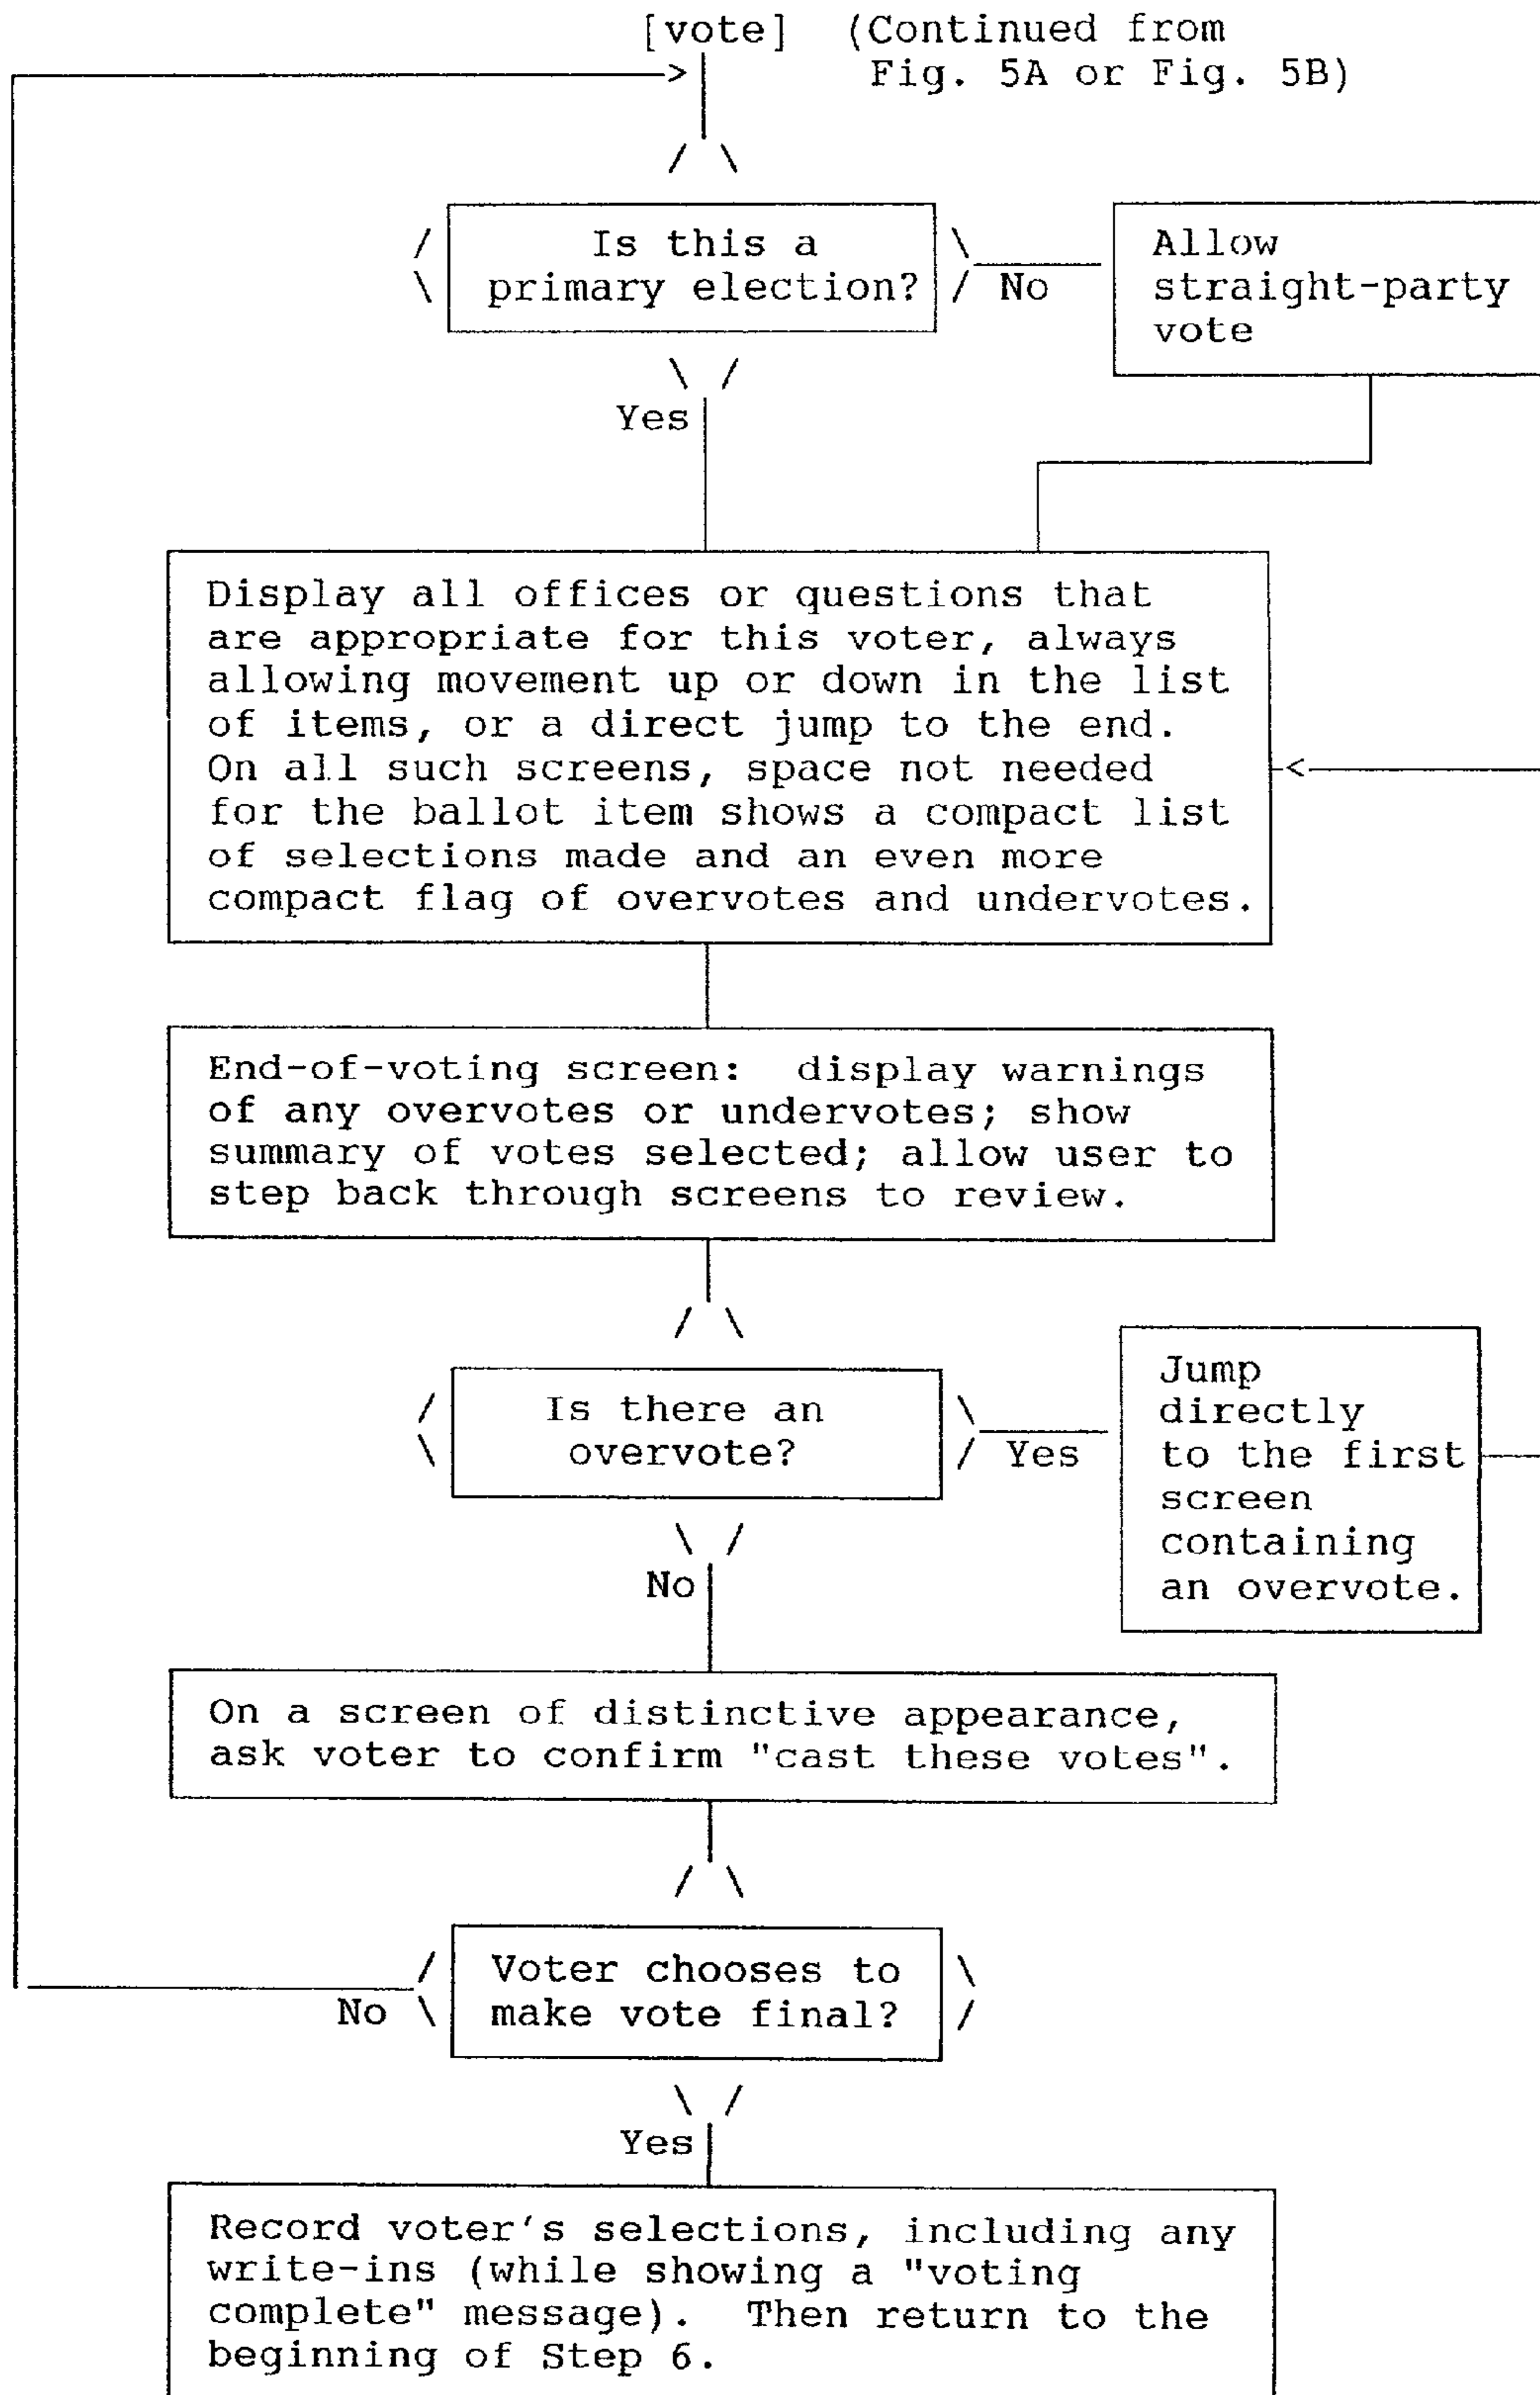 [vote] (Continued from
Fig. 5A or Fig. 5B)
Is this a
primary election?
No
Allow
straight-party
vote
Yes
Display all offices or questions that
are appropriate for this voter, always
allowing movement up or down in the list
of items, or a direct jump to the end.
On all such screens, space not needed
for the ballot item shows a compact list
of selections made and an even more
compact flag of overvotes and undervotes.
End-of-voting screen: display warnings
of any overvotes or undervotes; show
summary of votes selected; allow user to
step back through screens to review.
Is there an
overvote?
Yes
Jump
directly
to the first
screen
containing
an overvote.
No
On a screen of distinctive appearance,
ask voter to confirm "cast these votes".
Voter chooses to
make vote final?
No
Yes
Record voter's selections, including any
write-ins (while showing a "voting
complete" message). Then return to the
beginning of Step 6.